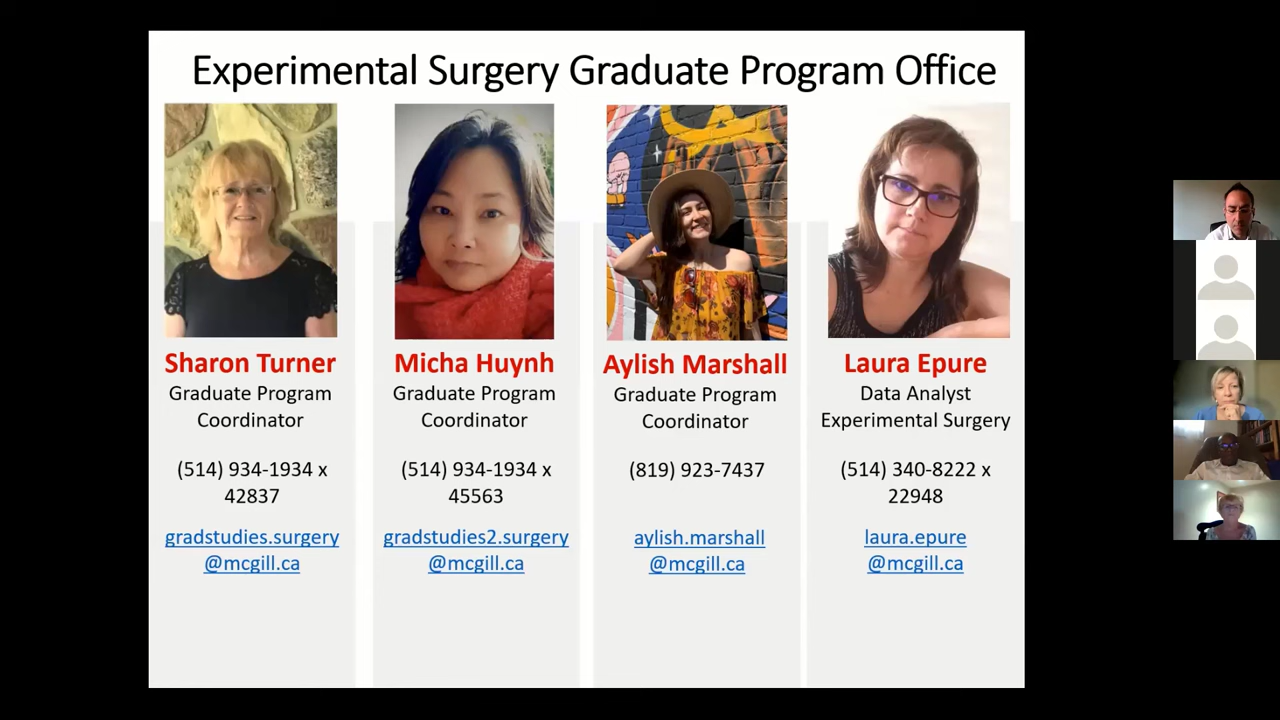 Experimental Surgery Graduate Program Office
Sharon Turner
Graduate Program
Coordinator
(514) 934-1934 x
42837
gradstudies.surgery
@mcgill.ca
Micha Huynh
Graduate Program
Coordinator
(514) 934-1934 x
45563
gradstudies2.surgery
@mcgill.ca
Aylish Marshall
Graduate Program
Coordinator
(819) 923-7437
aylish.marshall
@mcgill.ca
Laura Epure
Data Analyst
Experimental Surgery
(514) 340-8222 x
22948
laura.epure
@mcgill.ca